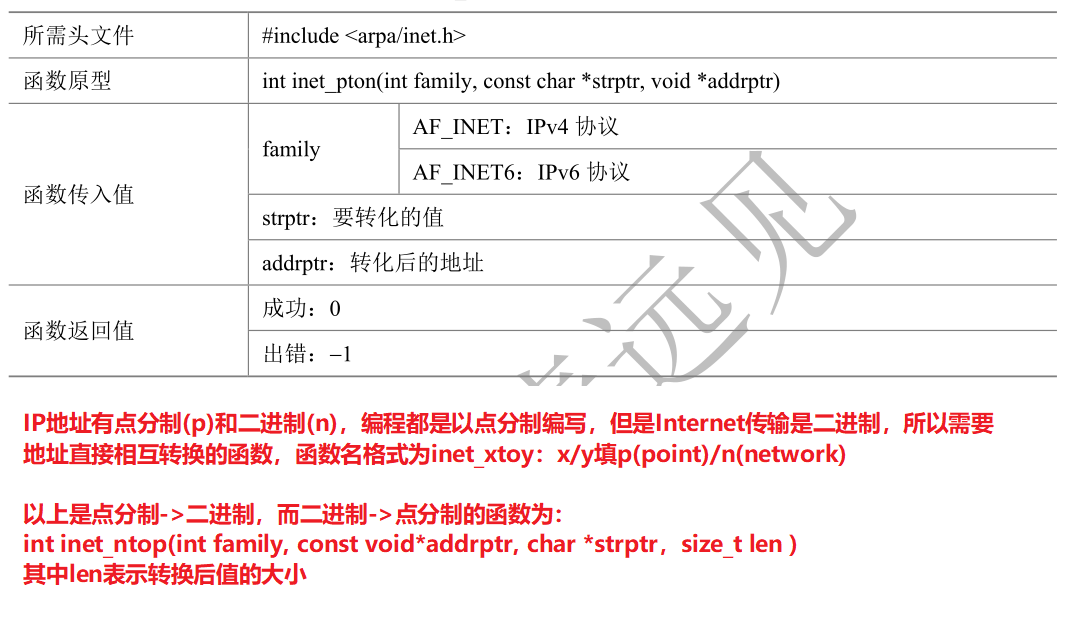 所需头文件
#include <arpa/inet.h>
函数原型
int inet_pton(int family, const char *strptr, void *addrptr)
函数传入值
family
AF_INET：IPv4 协议
AF_INET6：IPv6 协议
strptr：要转化的值
addrptr：转化后的地址
函数返回值
成功：0
出错：–1
远见
IP地址有点分制(p)和二进制(n)，编程都是以点分制编写，但是Internet传输是二进制，所以需要
地址直接相互转换的函数，函数名格式为inet_xtoy：x/y填p(point)/n(network)
以上是点分制->二进制，而二进制->点分制的函数为：
int inet_ntop(int family, const void*addrptr, char *strptr，size_t len )
其中len表示转换后值的大小